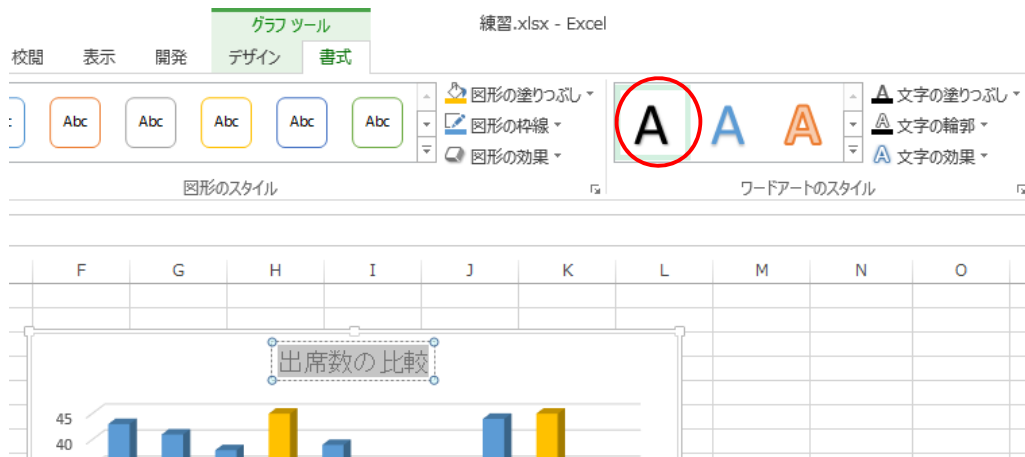 グラフ ツール
練習.xlsx - Excel
校閲 表示 開発 デザイン 書式
Abc Abc Abc Abc Abc
図形の塗りつぶし
図形の枠線
図形の効果
A A A
A 文字の塗りつぶし
A 文字の輪郭
A 文字の効果
図形のスタイル
ワードアートのスタイル
F G H I J K L M N O
出席数の比較
45
40